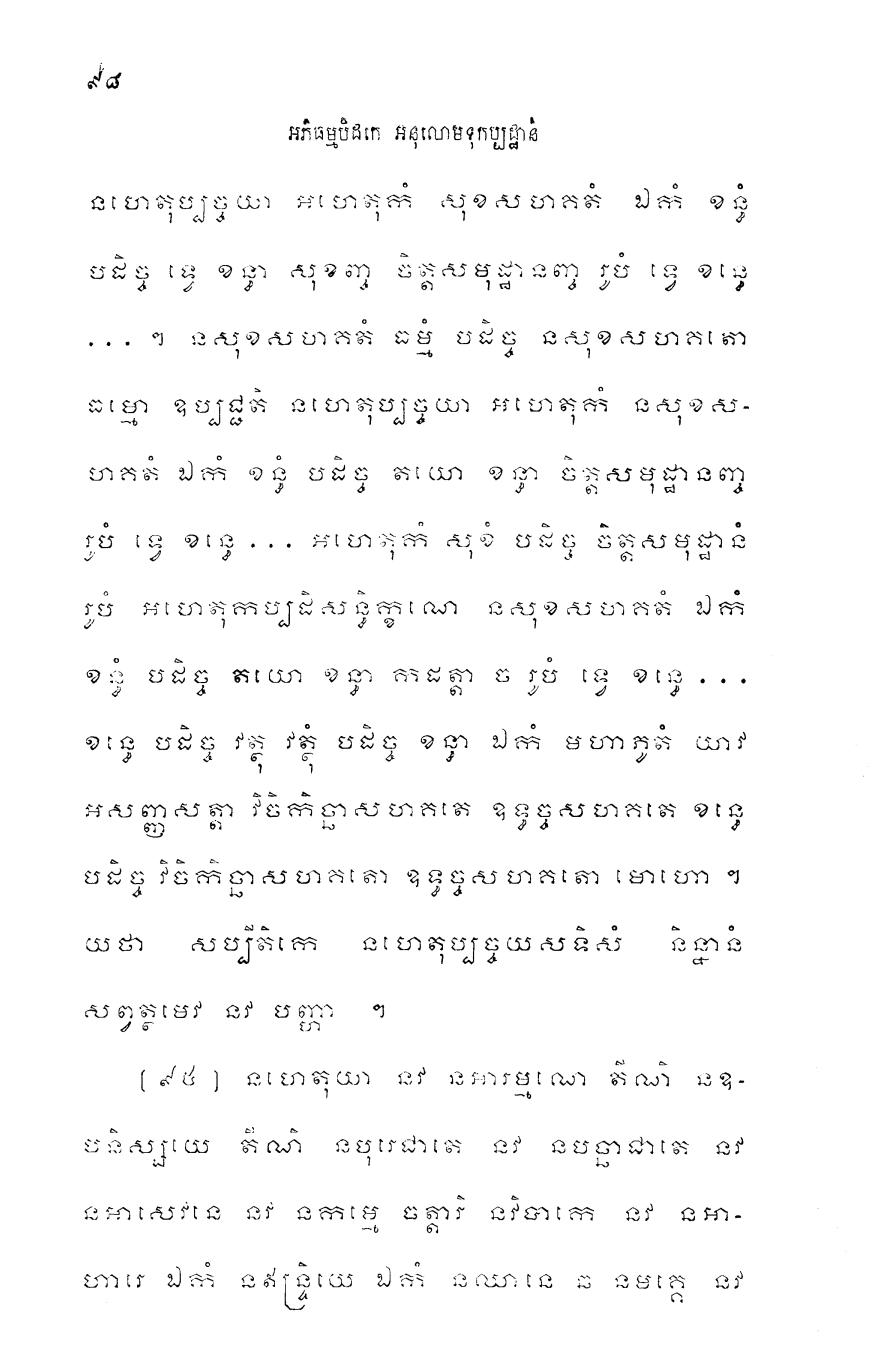 ៩៨
អភិធម្មបិដកេ អនុលោមទុកប្បដ្ឋានំ
នហេតុប្បច្ចយា អហេតុកំ សុខសហគតំ ឯកំ ខន្ធំ
បដិច្ច ទ្វេ ខន្ធា សុខញ្ច ចិត្តសមុដ្ឋានញ្ច រូបំ ទ្វេ ខន្ធេ
... ។ នសុខសហគតំ ធម្មំ បដិច្ច នសុខសហគតោ
ធម្មោ ឧប្បជ្ជតិ នហេតុប្បច្ចយា អហេតុកំ នសុខស-
ហគតំ ឯកំ ខន្ធំ បដិច្ច តយោ ខន្ធា ចិត្តសមុដ្ឋានញ្ច
រូបំ ទ្វេ ខន្ធេ ... អហេតុកំ សុខំ បដិច្ច ចិត្តសមុដ្ឋានំ
រូបំ អហេតុកប្បដិសន្ធិក្ខណេ នសុខសហគតំ ឯកំ
ខន្ធំ បដិច្ច តយោ ខន្ធា កដត្តា ច រូបំ ទ្វេ ខន្ធេ ...
ខន្ធេ បដិច្ច វត្ថុ វត្ថុំ បដិច្ច ខន្ធា ឯកំ មហាភូតំ យាវ
អសញ្ញសត្តា វិចិកិច្ឆាសហគតេ ឧទ្ធច្ចសហគតេ ខន្ធេ
បដិច្ច វិចិកិច្ឆាសហគតោ ឧទ្ធច្ចសហគតោ មោហោ ។
យថា សប្បីតិកេ នហេតុប្បច្ចយសទិសំ និន្នានំ
សព្វត្ថមេវ នវ បញ្ហា ។
[ ៩៥ ] នហេតុយា នវ នអារម្មណោ តីណិ នឧ-
បនិស្សយេ តីណិ នបុរេជាតេ នវ នបច្ឆាជាតេ នវ
នអាសេវនេ នវ នកម្មេ ចត្តារិ នវិបាកេ នវ នអា-
ហារេ ឯកំ នឥន្ទ្រិយេ ឯកំ នឈានេ ឆ នមគ្គេ នវ